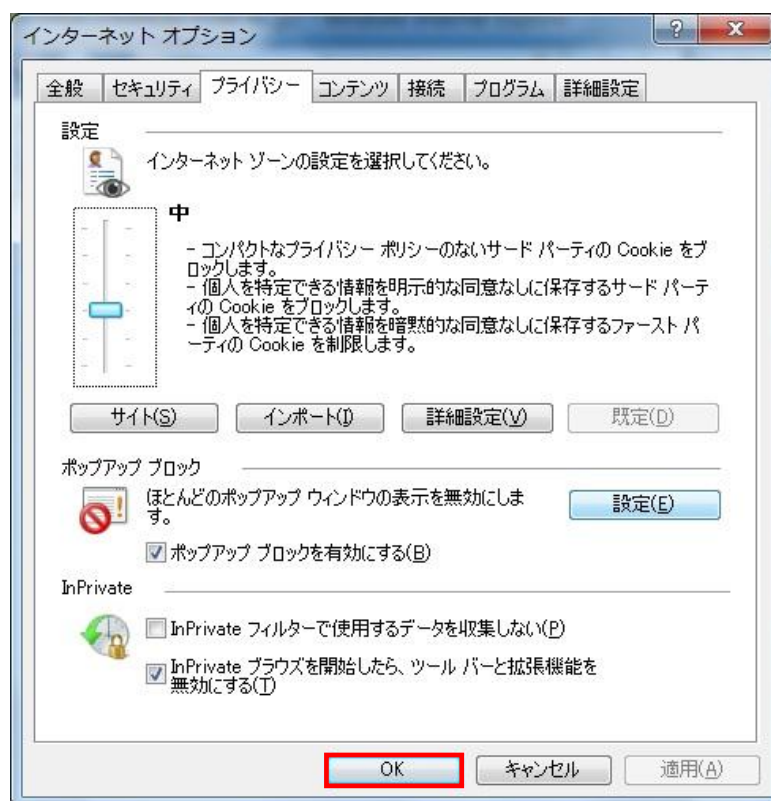 インターネット オプション
全般 セキュリティ プライバシー コンテンツ 接続 プログラム 詳細設定
設定
インターネット ゾーンの設定を選択してください。
中
- コンパクトなプライバシー ポリシーのないサード パーティの Cookie をブ
ロックします。
- 個人を特定できる情報を明示的な同意なしに保存するサード パーテ
ィの Cookie をブロックします。
- 個人を特定できる情報を暗黙的な同意なしに保存するファースト パ
ーティの Cookie を制限します。
サイト(S) インポート(I) 詳細設定(V) 既定(D)
ポップアップ ブロック
ほとんどのポップアップ ウィンドウの表示を無効にしま
す。
設定(E)
ポップアップ ブロックを有効にする(B)
InPrivate
InPrivate フィルターで使用するデータを収集しない(P)
InPrivate ブラウズを開始したら、ツール バーと拡張機能を
無効にする(T)
OK キャンセル 適用(A)